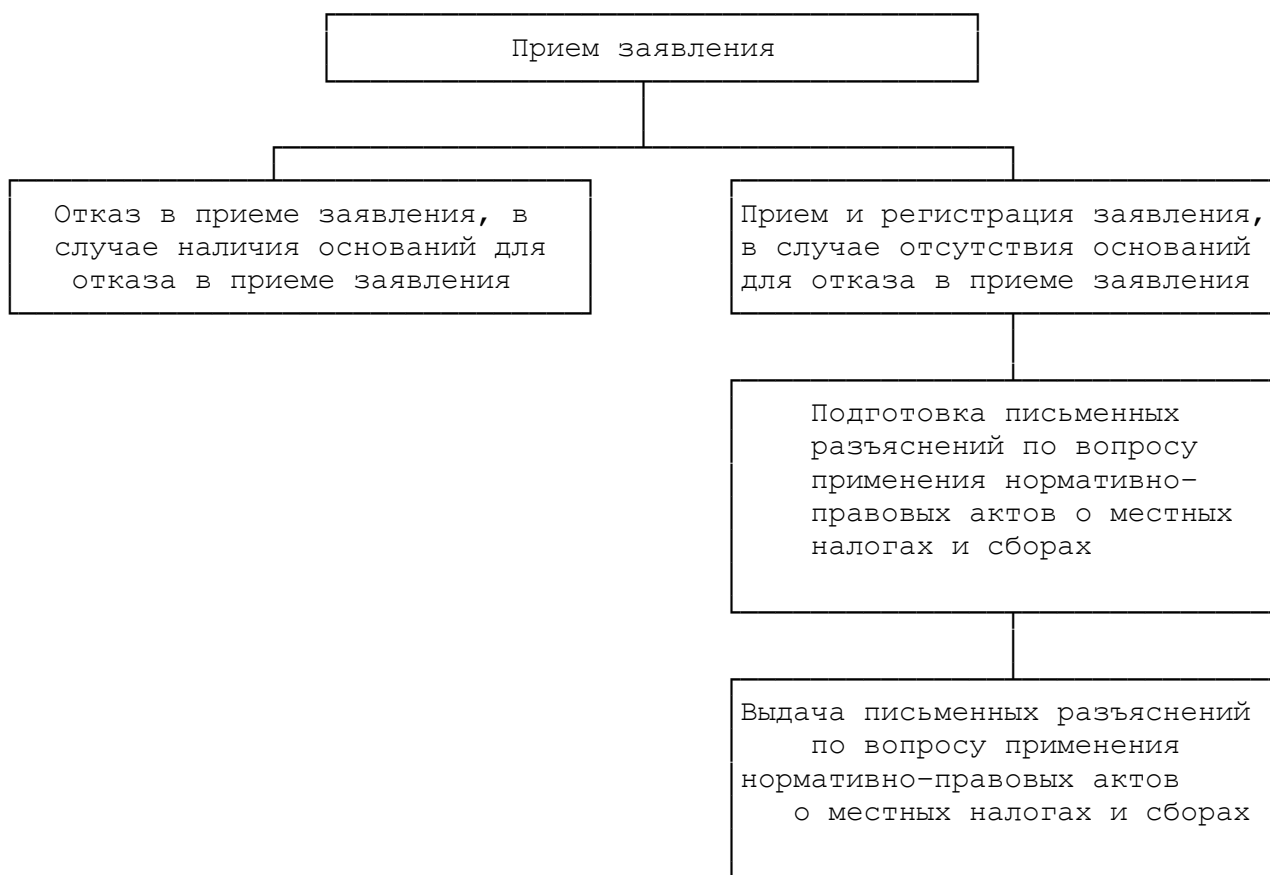 Прием заявления
Отказ в приеме заявления, в
случае наличия оснований для
отказа в приеме заявления
Прием и регистрация заявления,
в случае отсутствия оснований
для отказа в приеме заявления
Подготовка письменных
разъяснений по вопросу
применения нормативно-
правовых актов о местных
налогах и сборах
Выдача письменных разъяснений
по вопросу применения
нормативно-правовых актов
о местных налогах и сборах